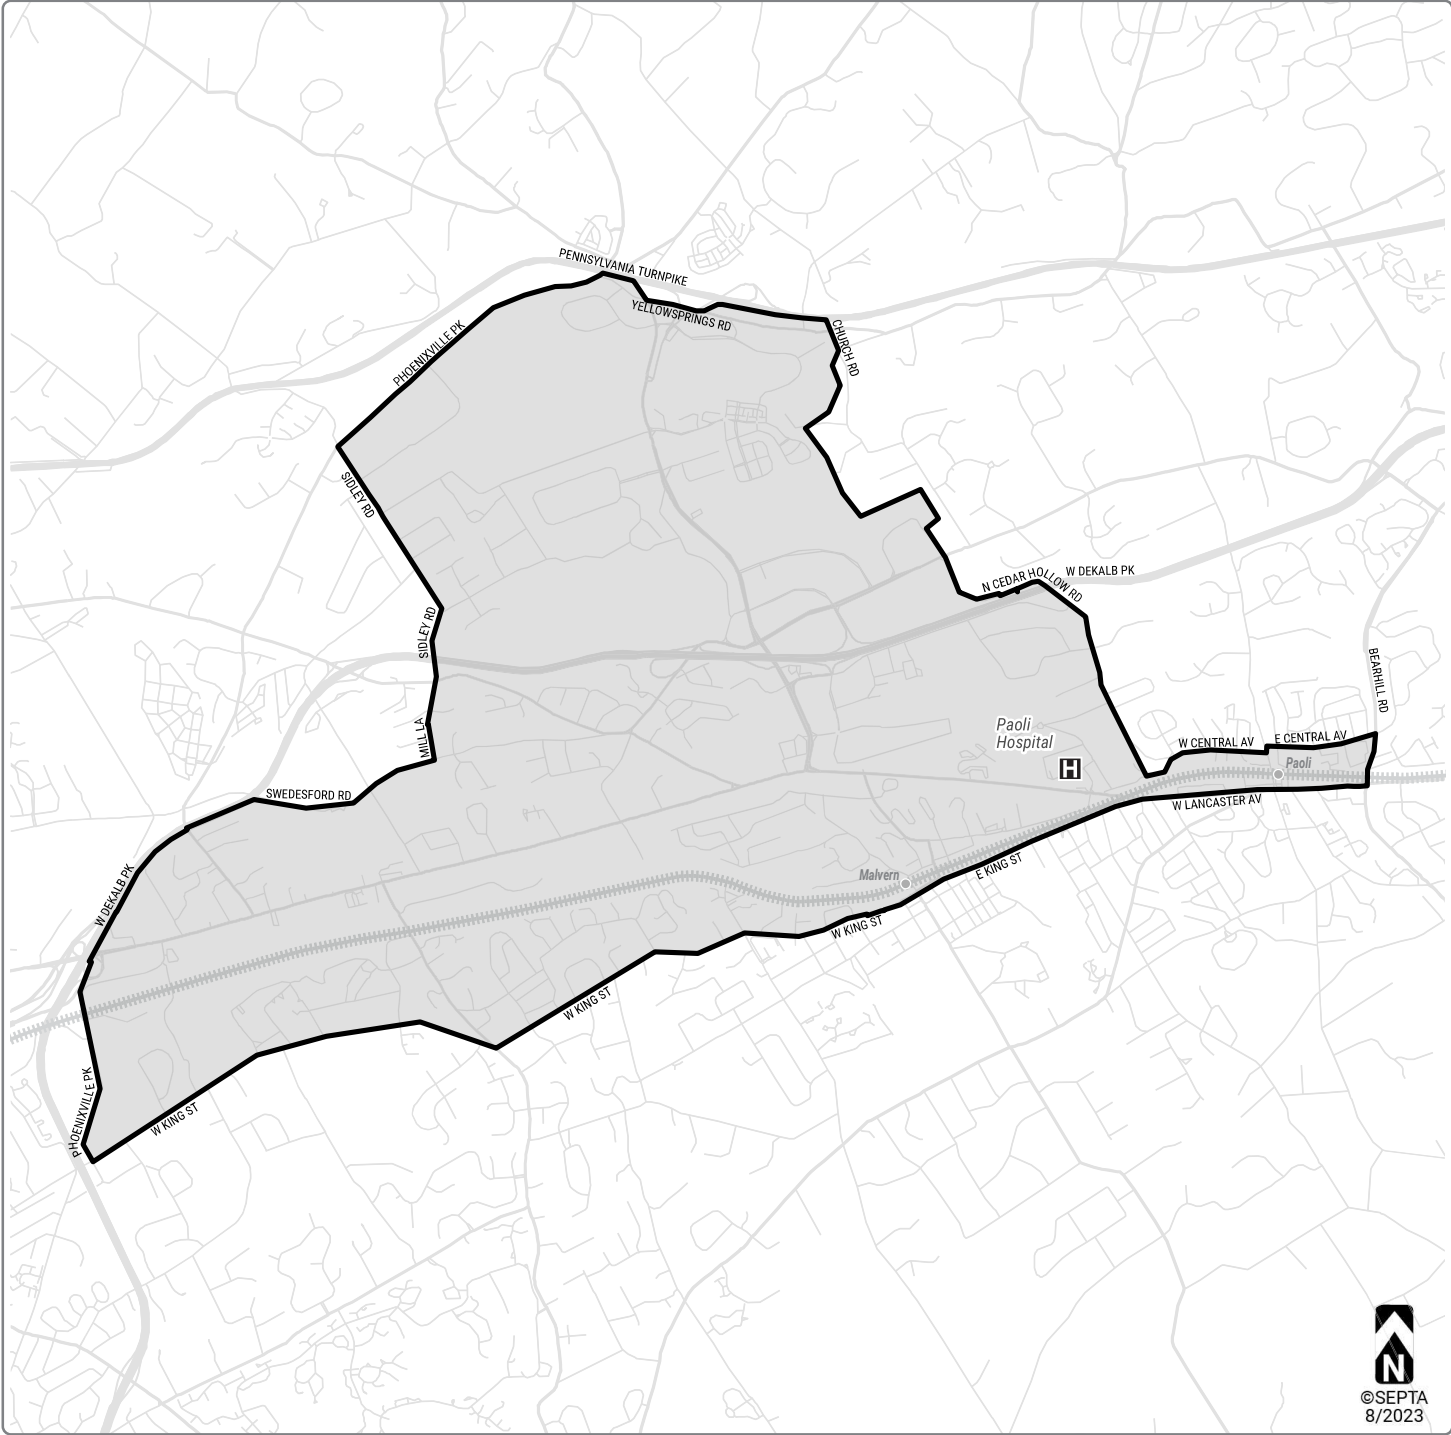 PENNSYLVANIA TURNPIKE
YELLOWSPRINGS RD
PHOENIXVILLE PK
CHURCH RD
SIDLEY RD
N CEDAR HOLLOW RD
W DEKALB PK
SIDLEY RD
BEARHILL RD
MILL LA
Paoli
Hospital
H
W CENTRAL AV
E CENTRAL AV
Paoli
SWEDESFORD RD
W LANCASTER AV
W DEKALB PK
Malvern
E KING ST
W KING ST
W KING ST
PHOENIXVILLE PK
W KING ST
N
©SEPTA
8/2023